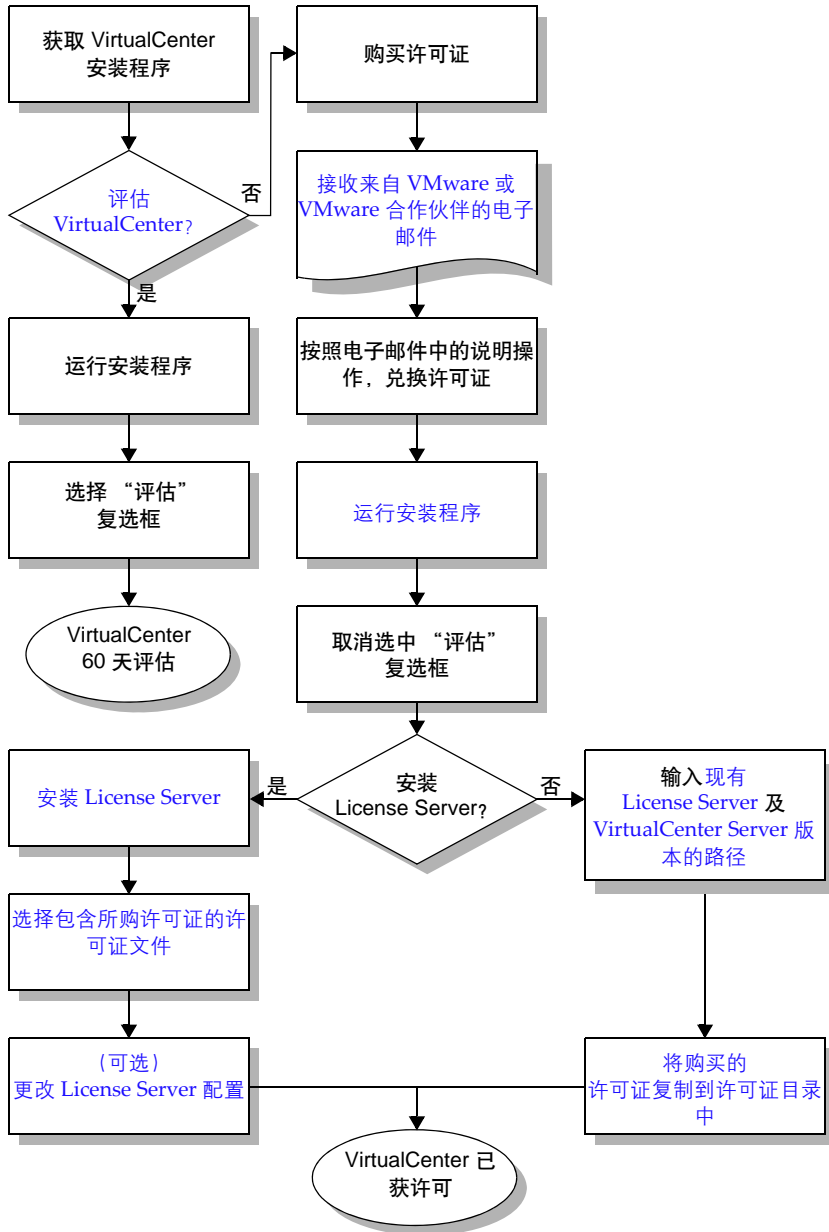 获取 VirtualCenter
安装程序
购买许可证
评估
VirtualCenter?
否
接收来自 VMware 或
VMware 合作伙伴的电子
邮件
是
运行安装程序
按照电子邮件中的说明操
作，兑换许可证
选择 “评估”
复选框
运行安装程序
VirtualCenter
60 天评估
取消选中 “评估”
复选框
安装 License Server
是
安装
License Server?
否
输入现有
License Server 及
VirtualCenter Server 版
本的路径
选择包含所购许可证的许
可证文件
（可选）
更改 License Server 配置
将购买的
许可证复制到许可证目录
中
VirtualCenter 已
获许可